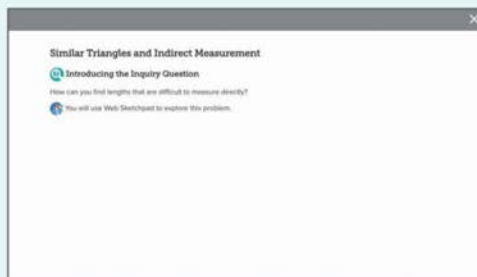 Similar Triangles and Indirect Measurement
Introducing the Inquiry Question
How can you find lengths that are difficult to measure directly?
You will use Web Sketchpad to explore this problem.